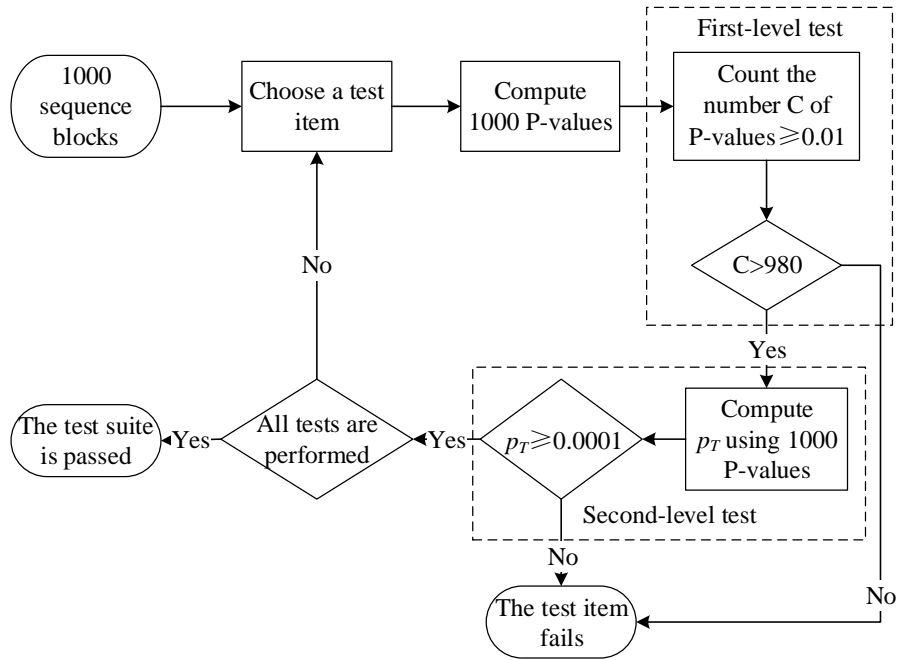 First-level test
1000
sequence
blocks
Choose a test
item
Compute
1000 P-values
Count the
number C of
P-values≥0.01
C>980
No
Yes
The test suite
is passed
Yes
All tests are
performed
Yes
p_T≥0.0001
Compute
p_T using 1000
P-values
Second-level test
No
No
The test item
fails